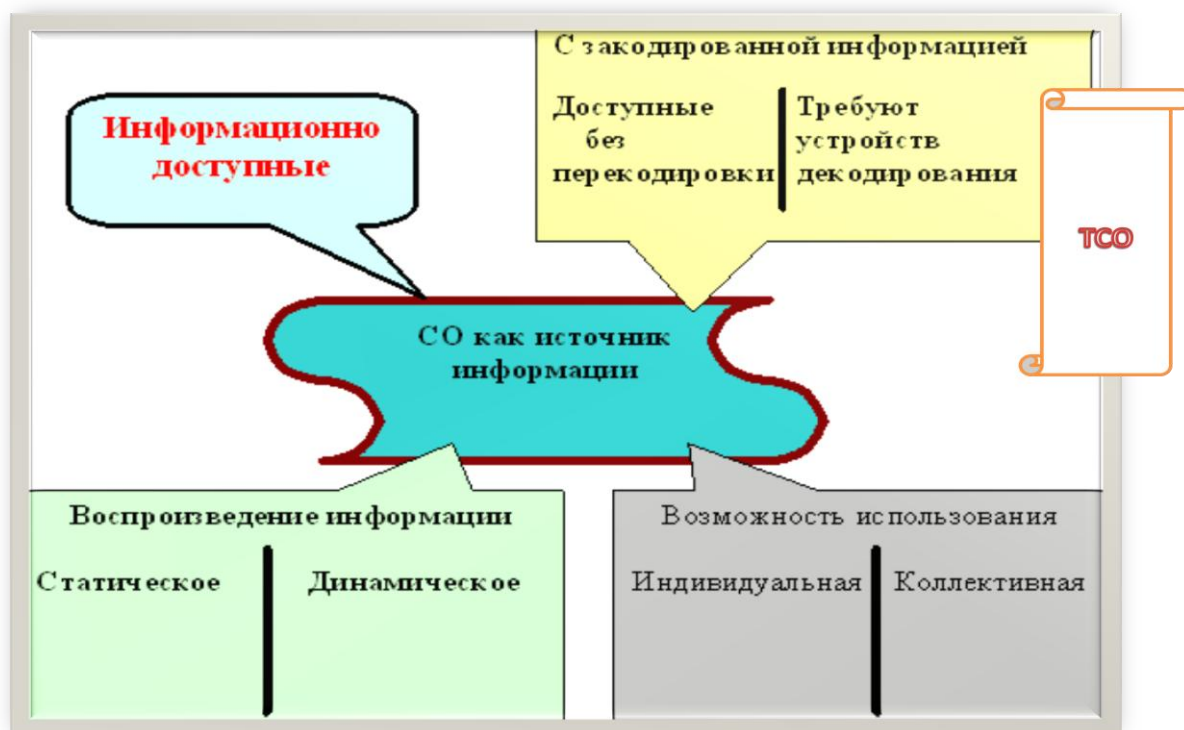 С закодированной информацией
Доступные
без
перекодировки
Требуют
устройств
декодирования
Информационно
доступные
ТСО
СО как источник
информации
Воспроизведение информации
Статическое
Динамическое
Возможность использования
Индивидуальная
Коллективная